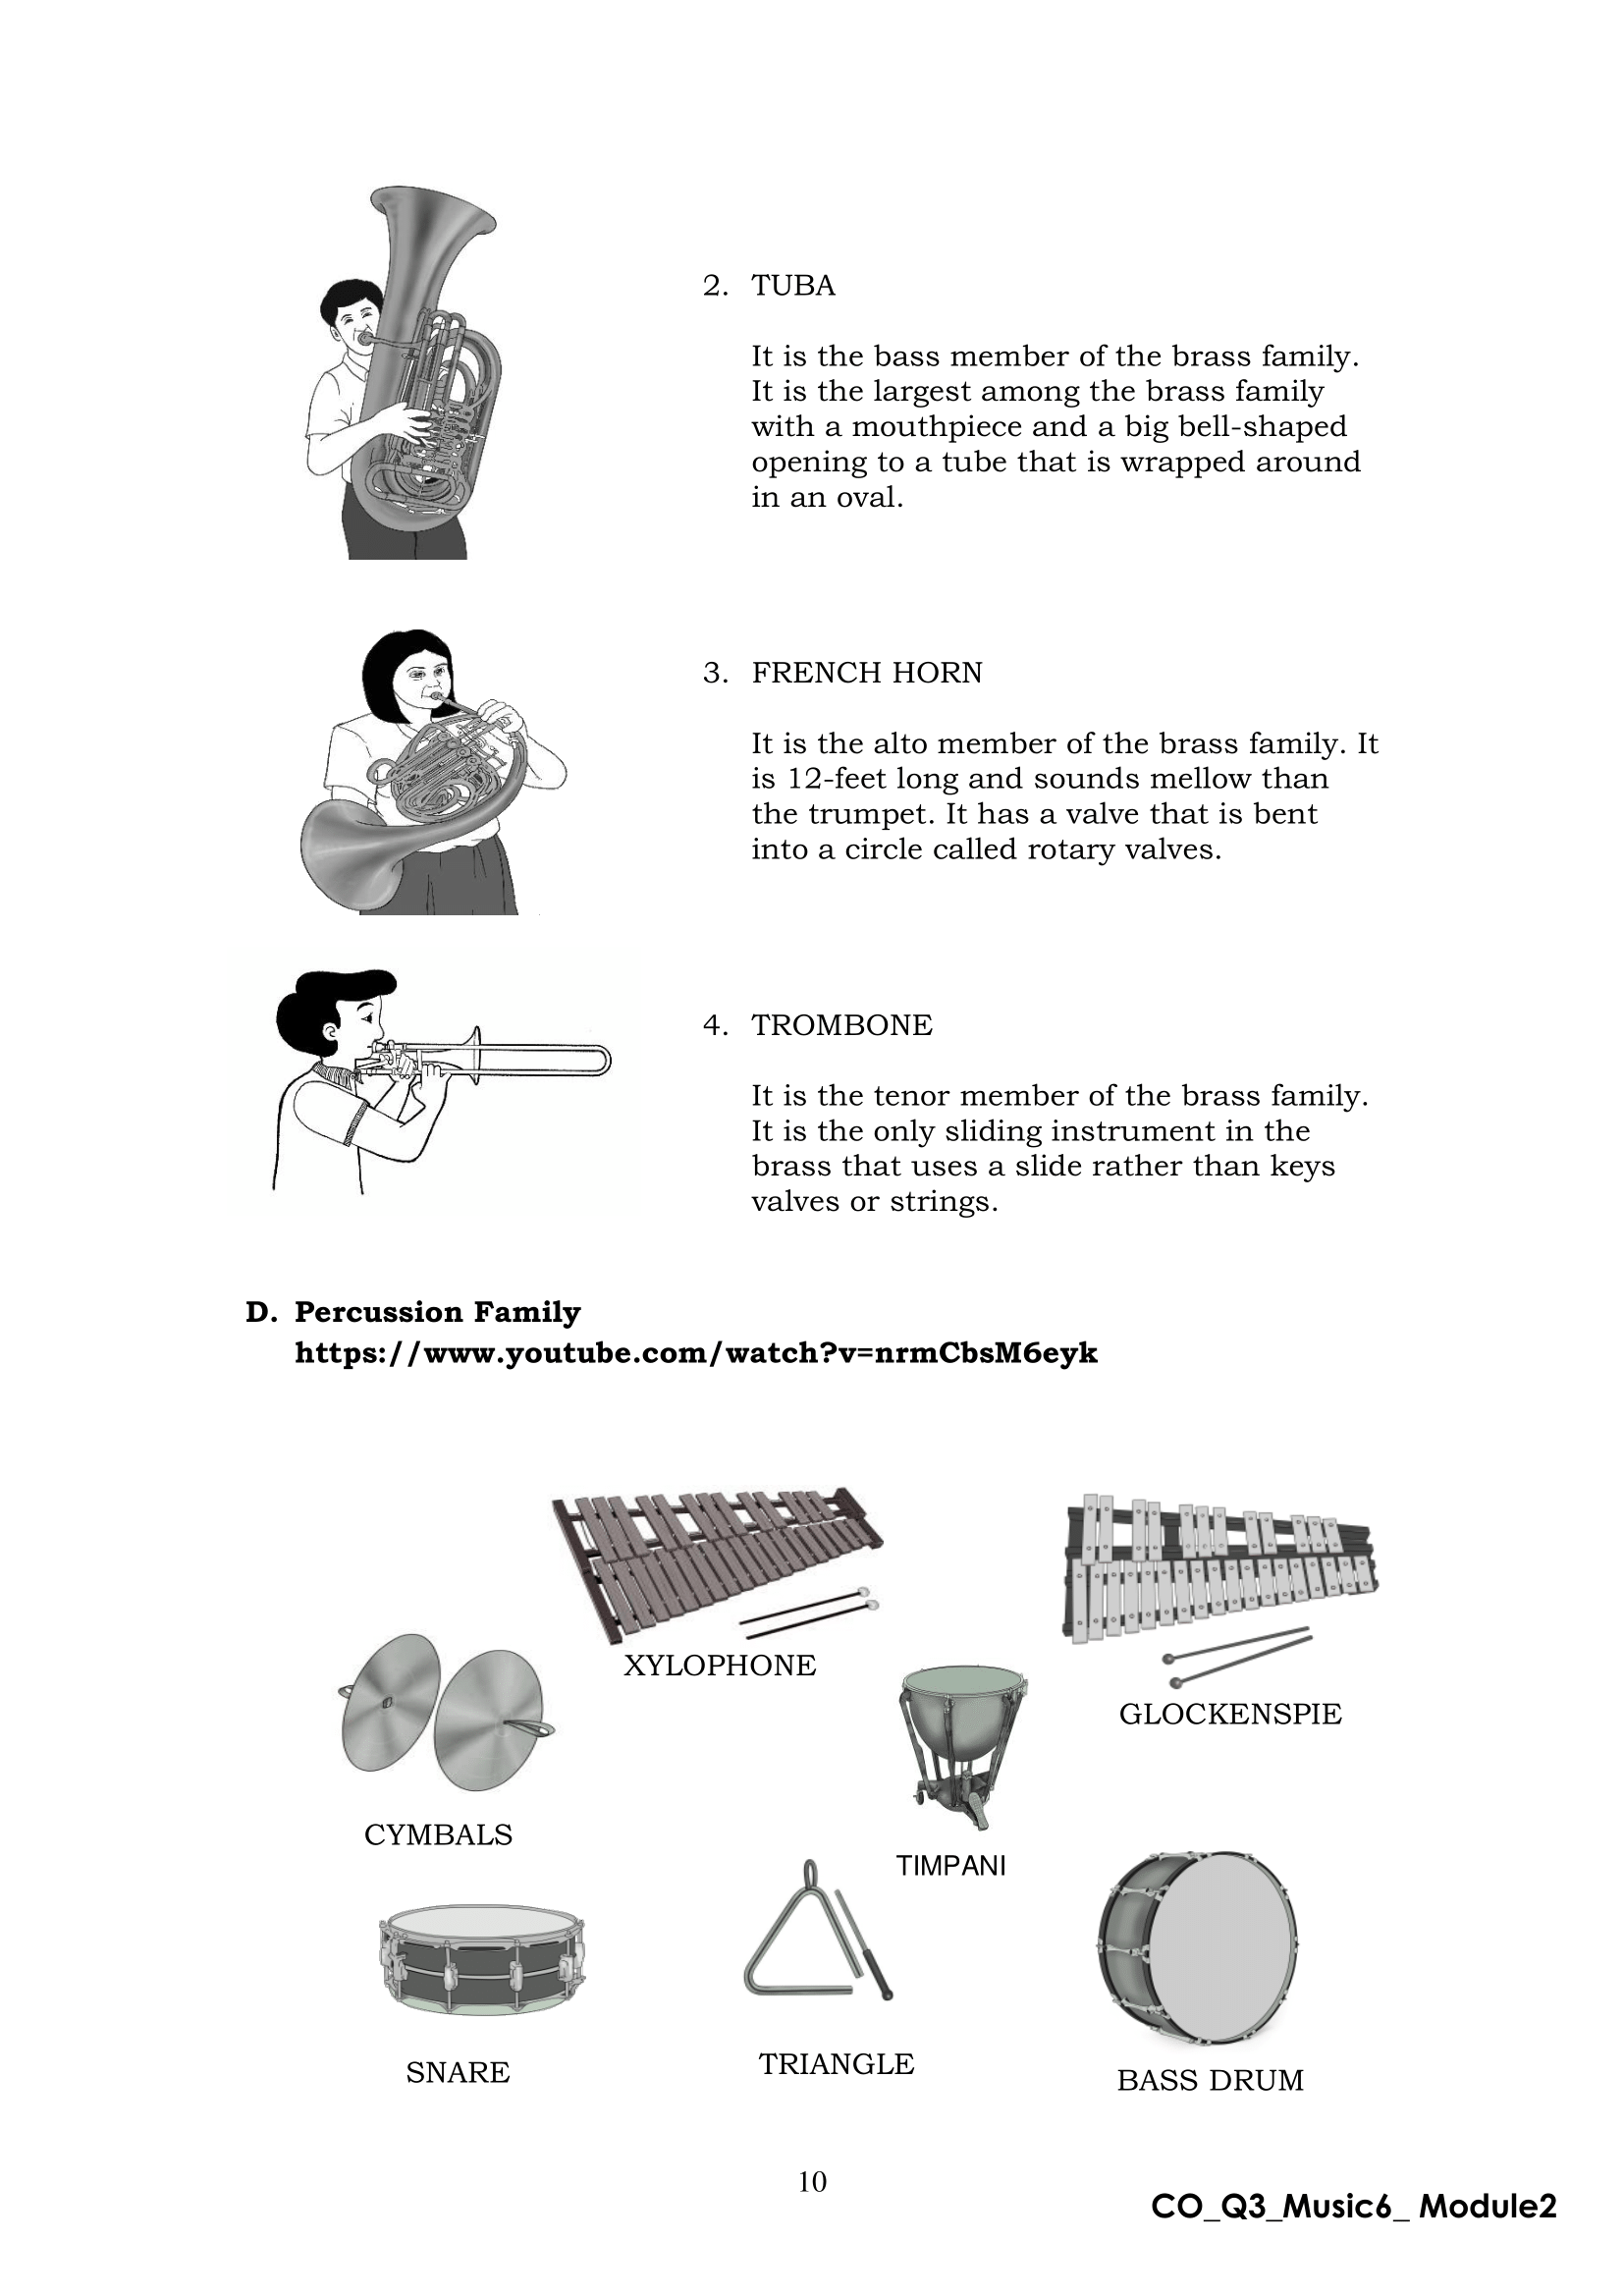 2. TUBA
It is the bass member of the brass family.
It is the largest among the brass family
with a mouthpiece and a big bell-shaped
opening to a tube that is wrapped around
in an oval.
3. FRENCH HORN
It is the alto member of the brass family. It
is 12-feet long and sounds mellow than
the trumpet. It has a valve that is bent
into a circle called rotary valves.
4. TROMBONE
It is the tenor member of the brass family.
It is the only sliding instrument in the
brass that uses a slide rather than keys
valves or strings.
D. Percussion Family
https://www.youtube.com/watch?v=nrmCbsM6eyk
XYLOPHONE
GLOCKENSPIE
CYMBALS
TIMPANI
SNARE
TRIANGLE
BASS DRUM
10
CO_Q3_Music6_ Module2